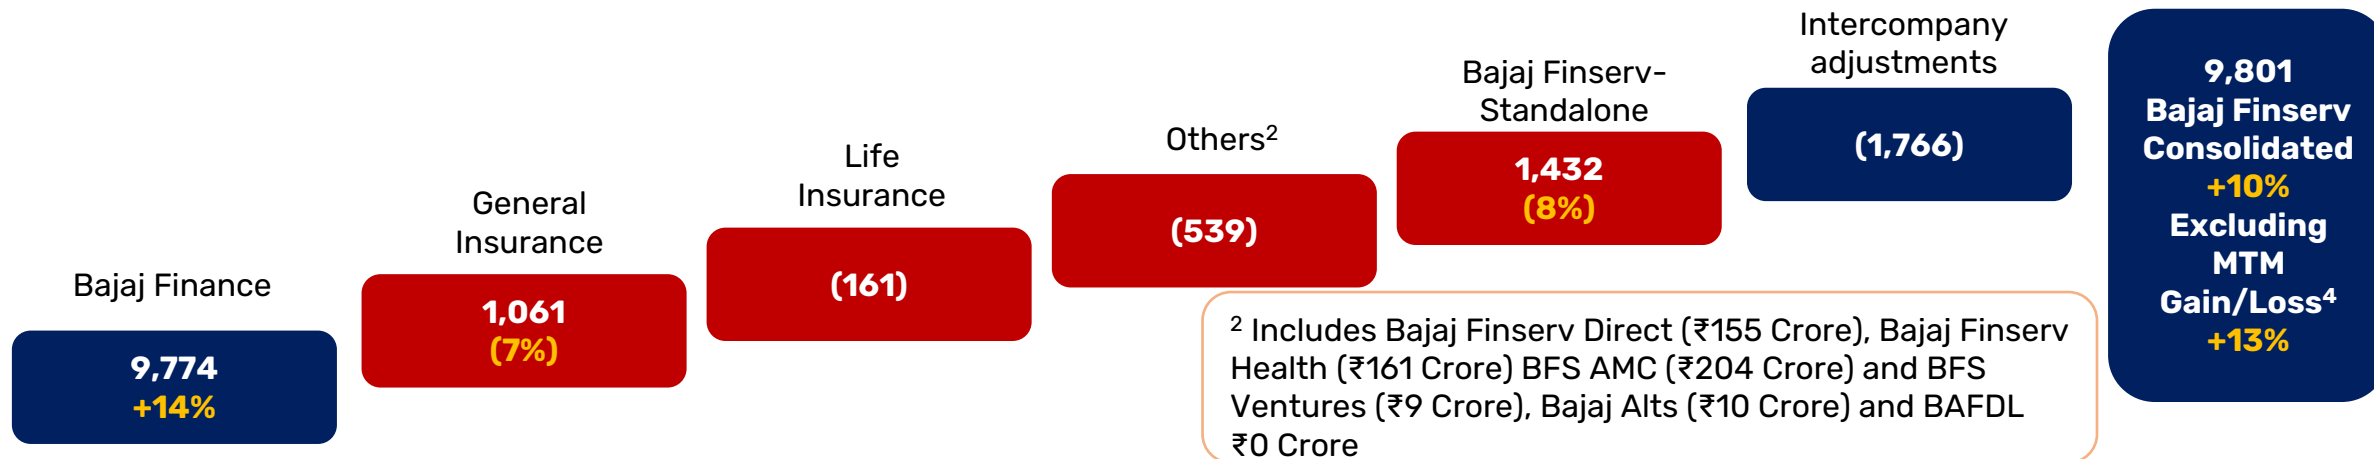 Bajaj Finance
9,774
+14%
General
Insurance
1,061
(7%)
Life
Insurance
(161)
Others²
(539)
Bajaj Finserv-
Standalone
1,432
(8%)
Intercompany
adjustments
(1,766)
9,801
Bajaj Finserv
Consolidated
+10%
Excluding
MTM
Gain/Loss⁴
+13%
² Includes Bajaj Finserv Direct (₹155 Crore), Bajaj Finserv
Health (₹161 Crore) BFS AMC (₹204 Crore) and BFS
Ventures (₹9 Crore), Bajaj Alts (₹10 Crore) and BAFDL
₹0 Crore